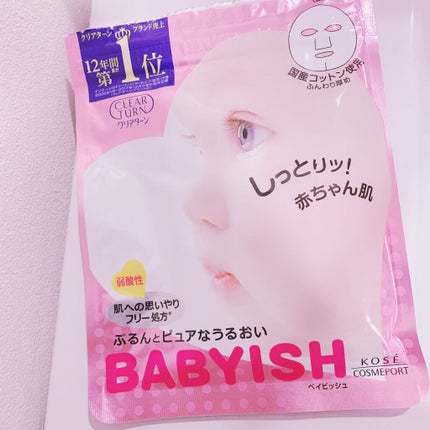 クリアターン ブランド売上
12年間
第1位
国産コットン使用
ふんわり厚め
CLEAR
TURN
クリアターン
しっとりッ!
赤ちゃん肌
弱酸性
肌への思いやり
フリー処方*
ぷるんとピュアなうるおい
BABYISH
ベイビッシュ
KOSÉ
COSMEPORT